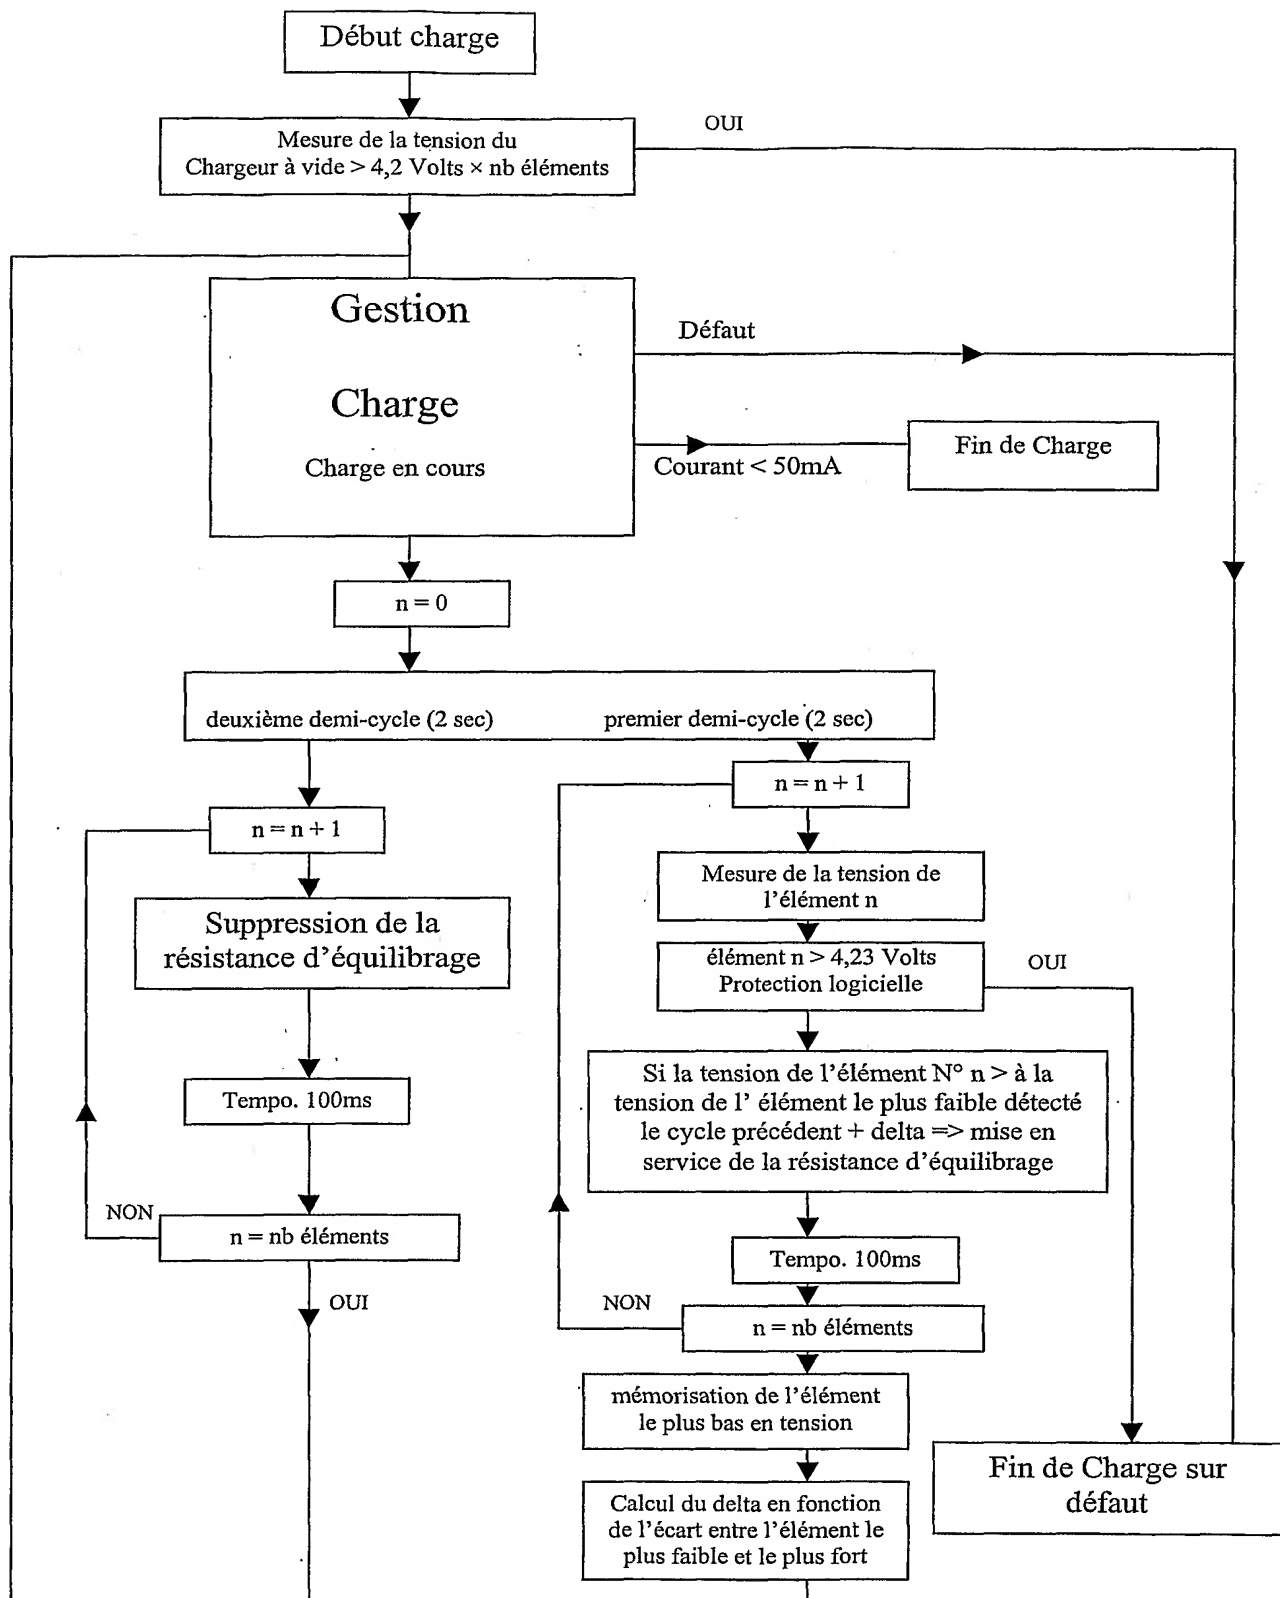 Début charge
OUI
Mesure de la tension du
Chargeur à vide > 4,2 Volts × nb éléments
Gestion
Défaut
Charge
Fin de Charge
Charge en cours
Courant < 50mA
n = 0
deuxième demi-cycle (2 sec)
premier demi-cycle (2 sec)
n = n + 1
n = n + 1
Mesure de la tension de
l'élément n
Suppression de la
résistance d'équilibrage
élément n > 4,23 Volts
Protection logicielle
OUI
Si la tension de l'élément N° n > à la
tension de l' élément le plus faible détecté
le cycle précédent + delta => mise en
service de la résistance d'équilibrage
Tempo. 100ms
NON
n = nb éléments
OUI
Tempo. 100ms
NON
n = nb éléments
mémorisation de l'élément
le plus bas en tension
Fin de Charge sur
défaut
Calcul du delta en fonction
de l'écart entre l'élément le
plus faible et le plus fort